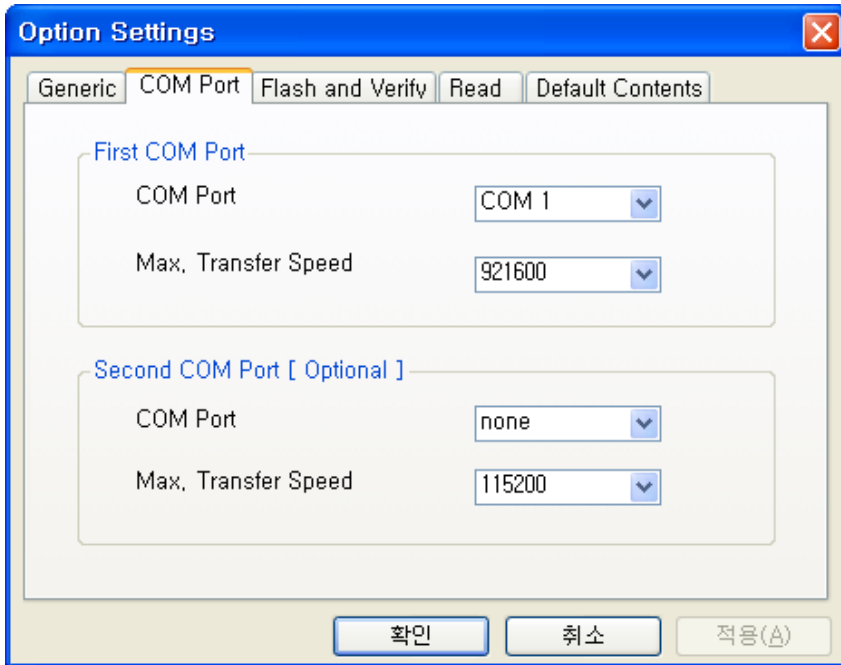 Option Settings
Generic COM Port Flash and Verify Read Default Contents
First COM Port
COM Port COM 1
Max, Transfer Speed 921600
Second COM Port [ Optional ]
COM Port none
Max, Transfer Speed 115200
확인 취소 적용(A)